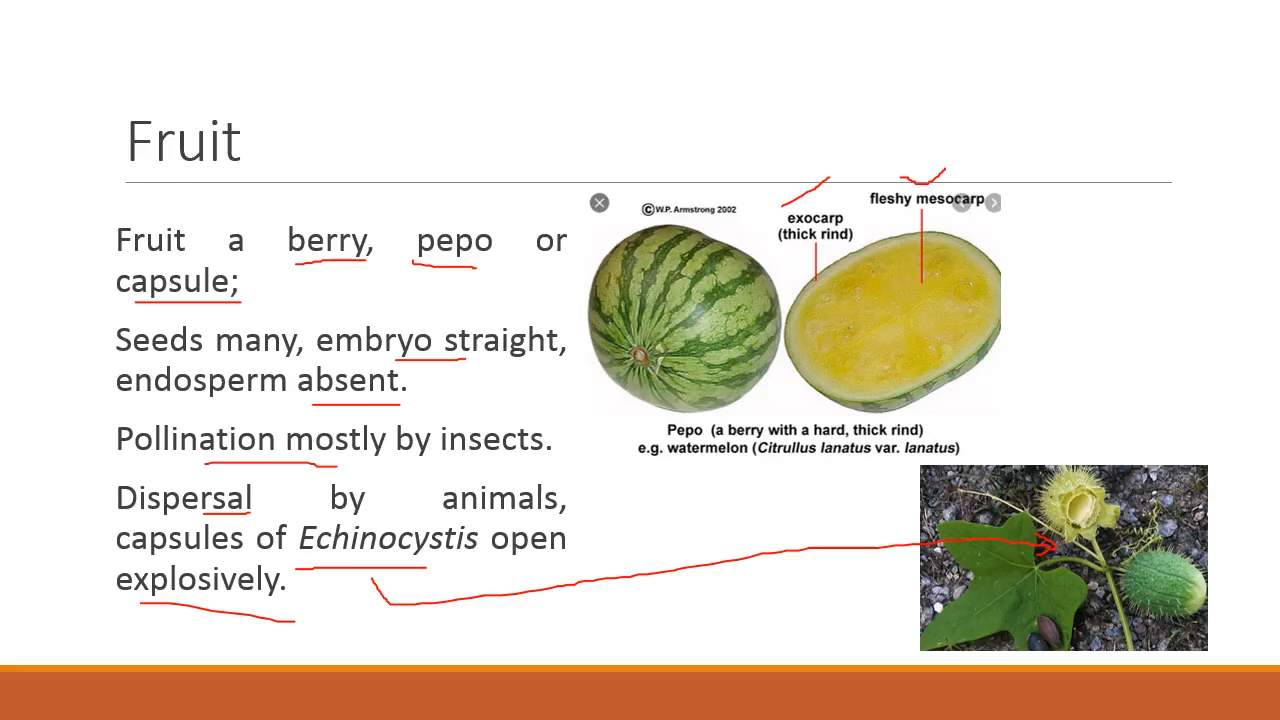 Fruit
Fruit a berry, pepo or
capsule;
Seeds many, embryo straight,
endosperm absent.
Pollination mostly by insects.
Dispersal by animals,
capsules of Echinocystis open
explosively.
©W.P. Armstrong 2002
exocarp
(thick rind)
fleshy mesocarp
Pepo (a berry with a hard, thick rind)
e.g. watermelon (Citrullus lanatus var. lanatus)